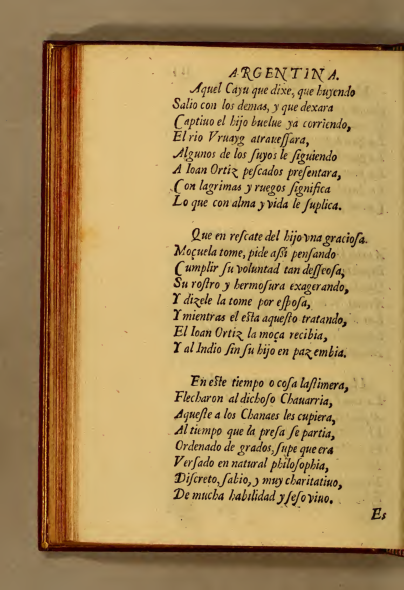 ARGENTINA.
Aquel Cayu que dixe, que huyendo
Salio con los demas, y que dexara
Captiuo el hijo buelue ya corriendo,
El rio Vruayg atraueſſara,
Algunos de los ſuyos le ſiguiendo
A Ioan Ortiz peſcados preſentara,
Con lagrimas y ruegos ſignifica
Lo que con alma y vida le ſuplica.

Que en reſcate del hijo vna gracioſa.
Moçuela tome, pide aſsi penſando
Cumplir ſu voluntad tan deſſeoſa,
Su roſtro y hermoſura exagerando,
Y dizele la tome por eſpoſa,
Y mientras el eſta aqueſto tratando,
El Ioan Ortiz la moça recibia,
Y al Indio ſin ſu hijo en paz embia.

En eſte tiempo o coſa laſtimera,
Flecharon al dichoſo Chauarria,
Aqueſte a los Chanaes les cupiera,
Al tiempo que la preſa ſe partia,
Ordenado de grados, ſupe que era
Verſado en natural philoſophia,
Diſcreto, ſabio, y muy charitatiuo,
De mucha habilidad y ſeſo viuo.
Es